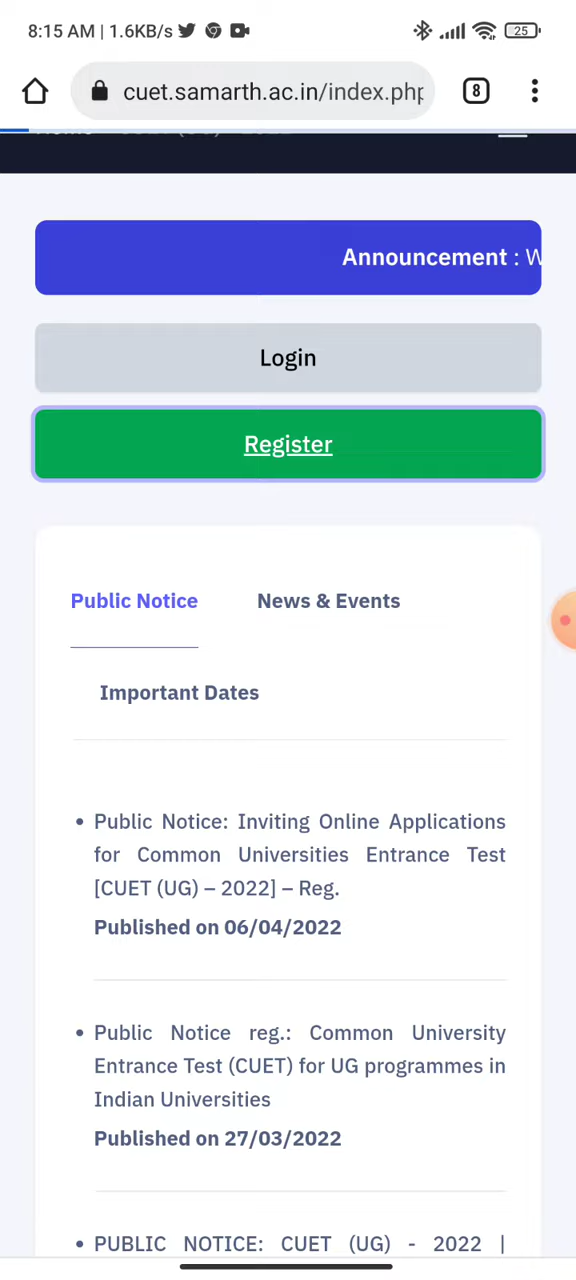 8:15 AM | 1.6KB/s
25
cuet.samarth.ac.in/index.php
8
Announcement : W
Login
Register
Public Notice
News & Events
Important Dates
• Public Notice: Inviting Online Applications
for Common Universities Entrance Test
[CUET (UG) – 2022] – Reg.
Published on 06/04/2022
• Public Notice reg.: Common University
Entrance Test (CUET) for UG programmes in
Indian Universities
Published on 27/03/2022
• PUBLIC NOTICE: CUET (UG) - 2022 |